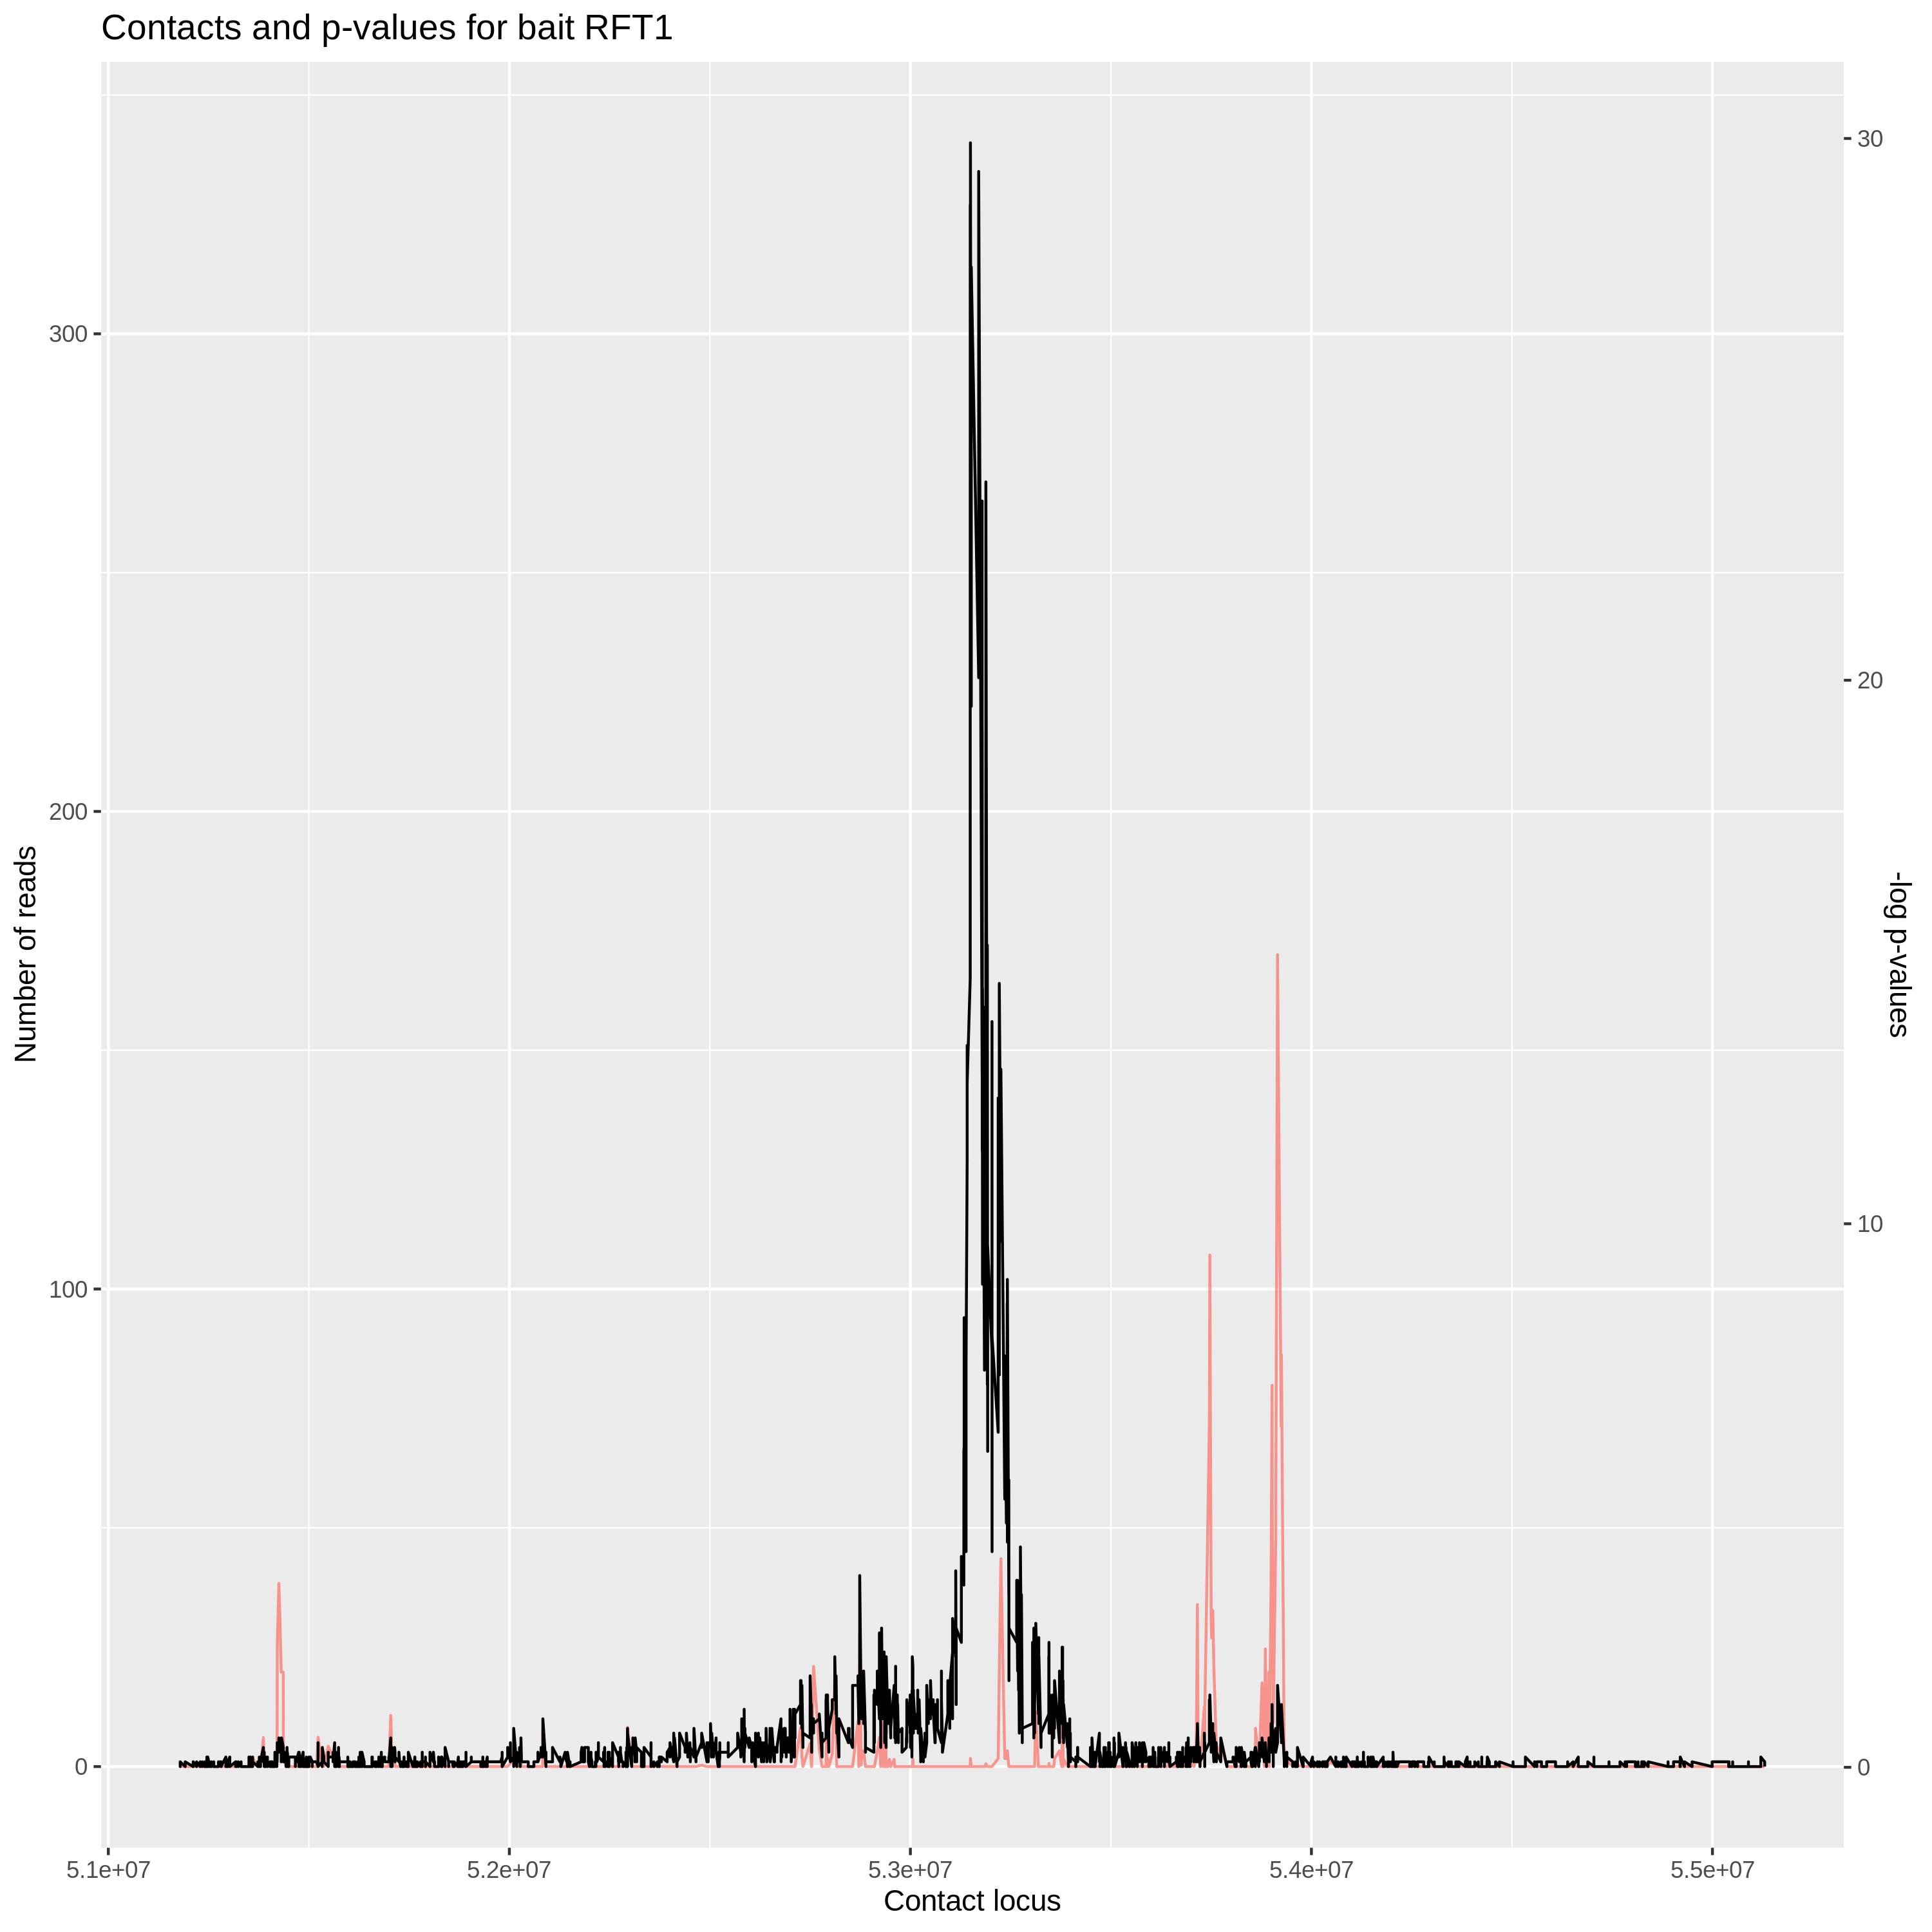 Contacts and p-values for bait RFT1
Number of reads
300
200
100
0
30
20
10
0
-log p-values
5.1e+07
5.2e+07
5.3e+07
5.4e+07
5.5e+07
Contact locus